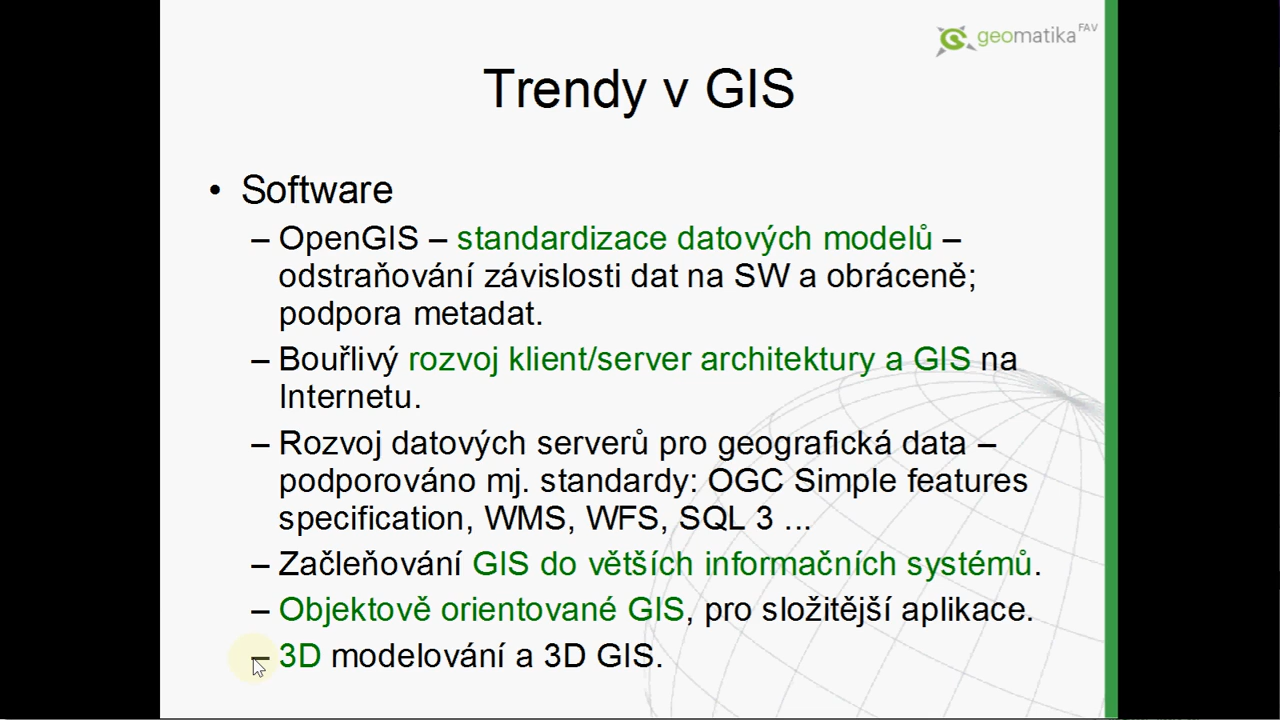 geomatika FAV
Trendy v GIS
• Software
– OpenGIS – standardizace datových modelů –
odstraňování závislosti dat na SW a obráceně;
podpora metadat.
– Bouřlivý rozvoj klient/server architektury a GIS na
Internetu.
– Rozvoj datových serverů pro geografická data –
podporováno mj. standardy: OGC Simple features
specification, WMS, WFS, SQL 3 ...
– Začleňování GIS do větších informačních systémů.
– Objektově orientované GIS, pro složitější aplikace.
– 3D modelování a 3D GIS.